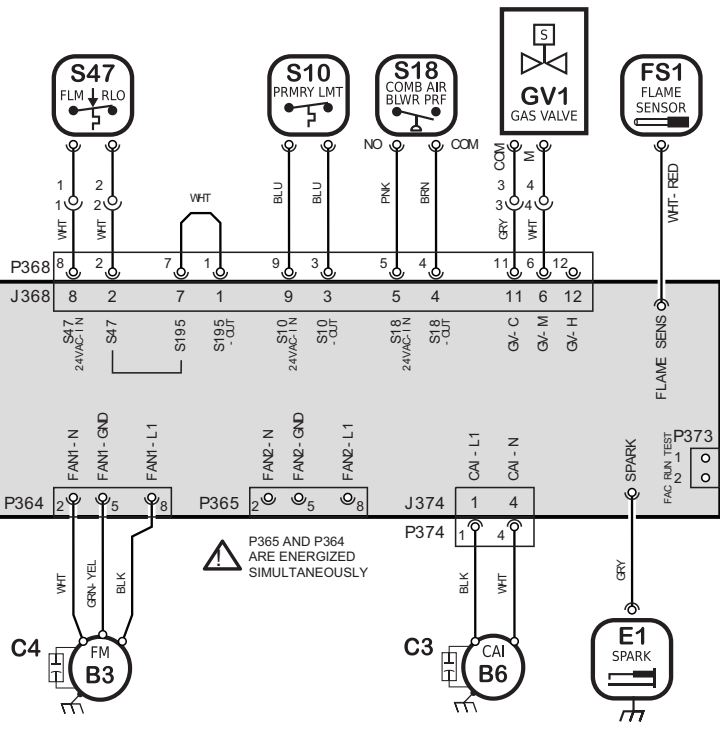 S47
FLM RLO
S10
PRMRY LMT
S18
COMB AIR
BLWR PRF
S
GV1
GAS VALVE
FS1
FLAME
SENSOR
NO
COM
COM
M
1
2
3
4
1
2
3
4
WHT
WHT
WHT
BLU
BLU
PNK
BRN
GRY
WHT
WHT-RED
P368
8
2
7
1
9
3
5
4
11
6
12
J368
8
2
7
1
9
3
5
4
11
6
12
S47
24VAC-IN
S47
S195
S195
-OUT
S10
24VAC-IN
S10
-OUT
S18
24VAC-IN
S18
-OUT
GV-C
GV-M
GV-H
FLAME SENS
FAN1-N
FAN1-GND
FAN1-L1
FAN2-N
FAN2-GND
FAN2-L1
CAI-L1
CAI-N
SPARK
FAC RUN TEST
P373
1
2
P364
2
5
8
P365
2
5
8
J374
1
4
P374
1
4
P365 AND P364
ARE ENERGIZED
SIMULTANEOUSLY
WHT
GRN-YEL
BLK
BLK
WHT
GRY
C4
FM
B3
C3
CAI
B6
E1
SPARK